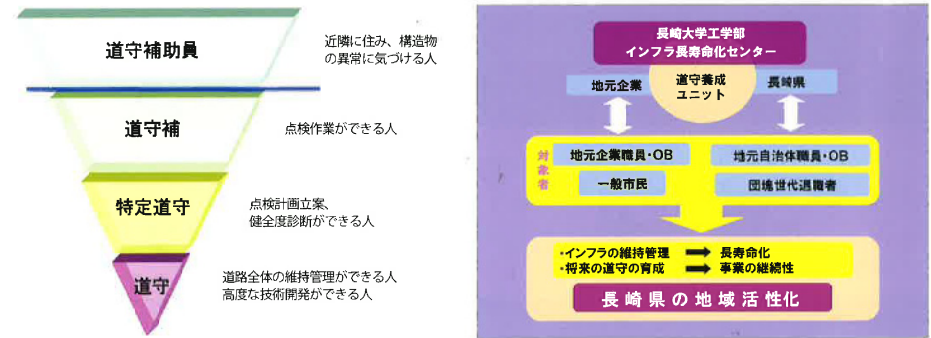 道守補助員
近隣に住み、構造物
の異常に気づける人
道守補
点検作業ができる人
特定道守
点検計画立案、
健全度診断ができる人
道守
道路全体の維持管理ができる人
高度な技術開発ができる人
長崎大学工学部
インフラ長寿命化センター
地元企業
道守養成
ユニット
長崎県
対象者
地元企業職員・OB
地元自治体職員・OB
一般市民
団塊世代退職者
・インフラの維持管理 ➡ 長寿命化
・将来の道守の育成 ➡ 事業の継続性
長崎県の地域活性化